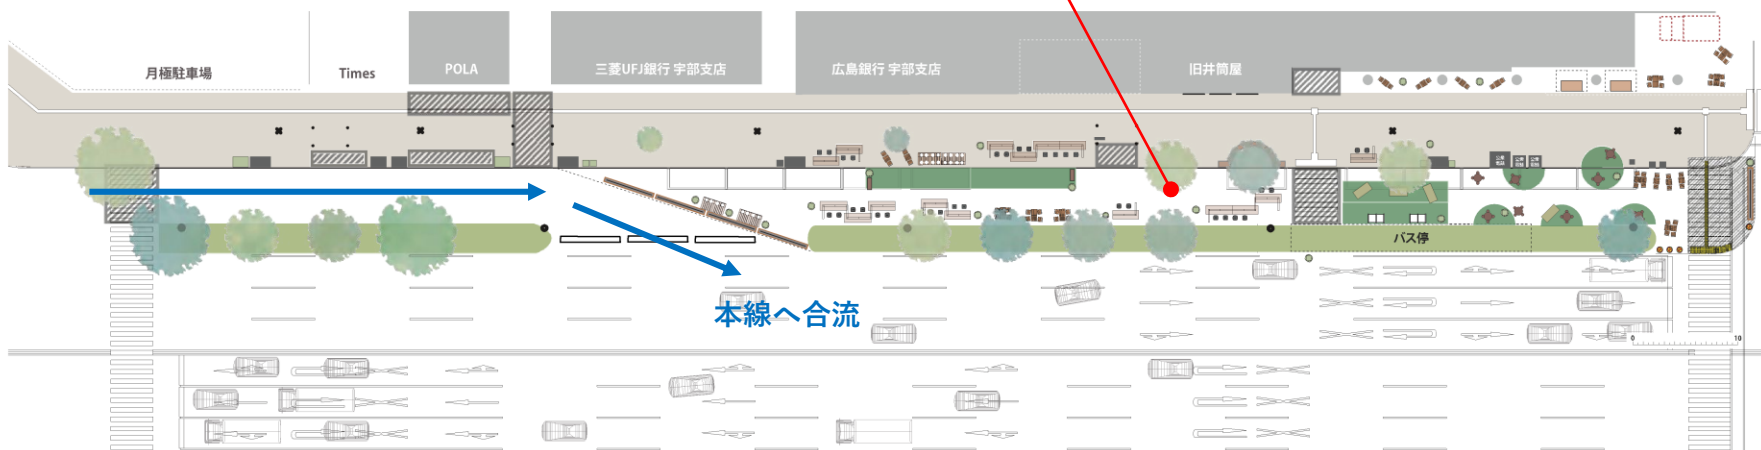 月極駐車場
Times
POLA
三菱UFJ銀行 宇部支店
広島銀行 宇部支店
旧井筒屋
バス停
本線へ合流
0 10